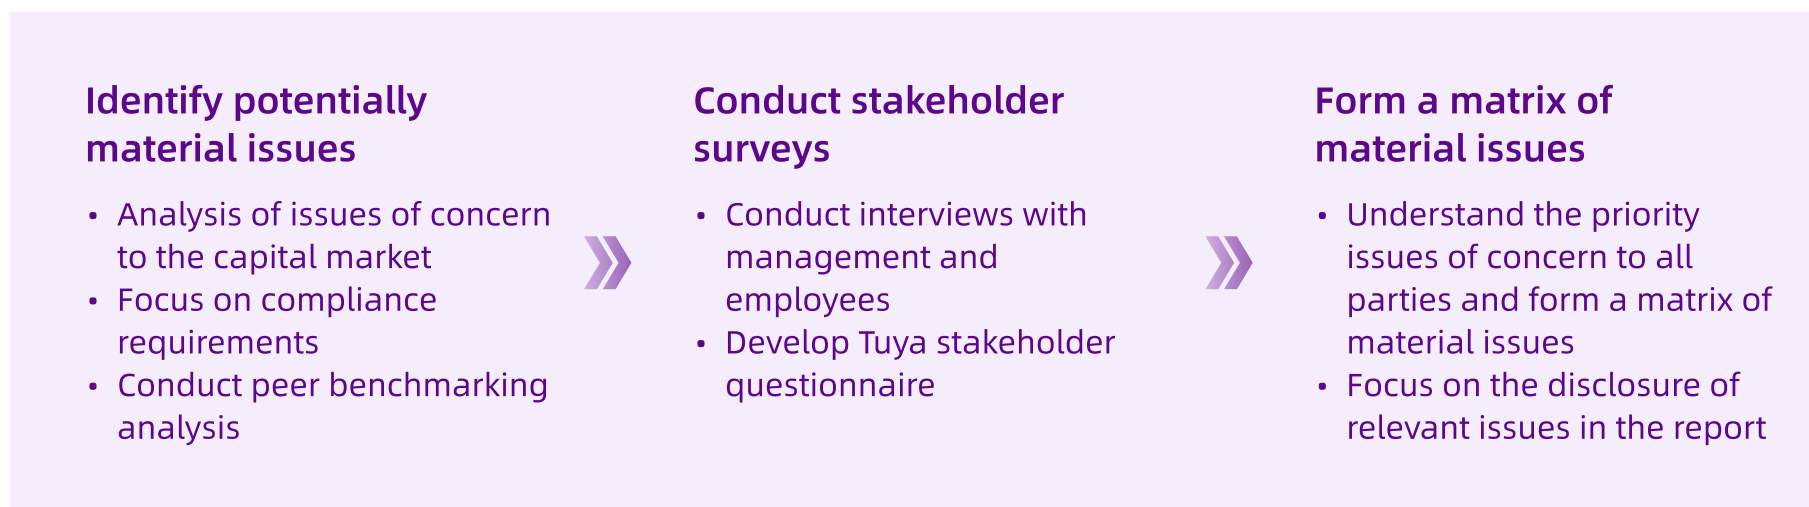 Identify potentially
material issues
• Analysis of issues of concern
to the capital market
• Focus on compliance
requirements
• Conduct peer benchmarking
analysis
Conduct stakeholder
surveys
• Conduct interviews with
management and
employees
• Develop Tuya stakeholder
questionnaire
Form a matrix of
material issues
• Understand the priority
issues of concern to all
parties and form a matrix of
material issues
• Focus on the disclosure of
relevant issues in the report